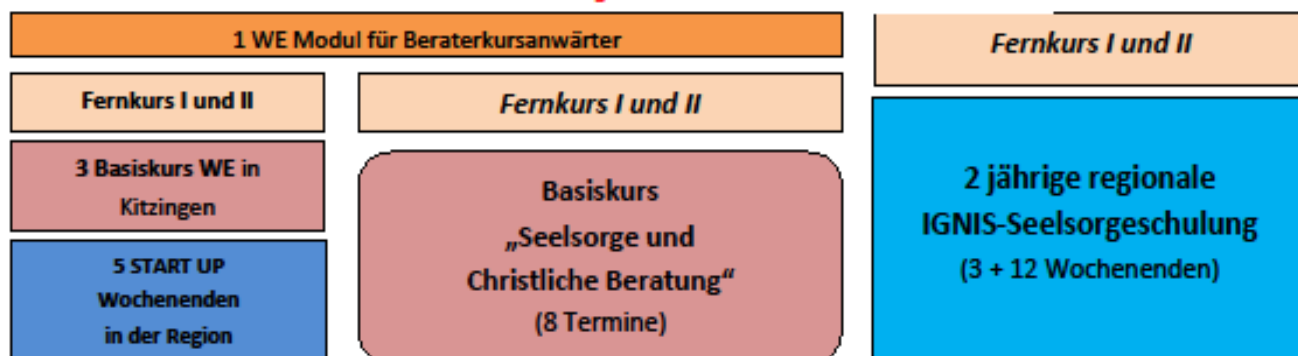 1 WE Modul für Beraterkursanwärter
Fernkurs I und II
3 Basiskurs WE in
Kitzingen
5 START UP
Wochenenden
in der Region
Fernkurs I und II
Basiskurs
„Seelsorge und
Christliche Beratung“
(8 Termine)
Fernkurs I und II
2 jährige regionale
IGNIS-Seelsorgeschulung
(3 + 12 Wochenenden)